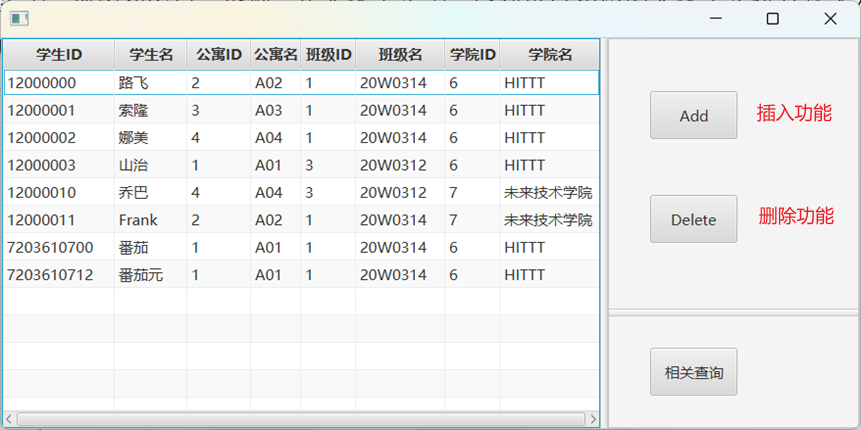 学生ID 学生名 公寓ID 公寓名 班级ID 班级名 学院ID 学院名
12000000 路飞 2 A02 1 20W0314 6 HITTT
12000001 索隆 3 A03 1 20W0314 6 HITTT
12000002 娜美 4 A04 1 20W0314 6 HITTT
12000003 山治 1 A01 3 20W0312 6 HITTT
12000010 乔巴 4 A04 3 20W0312 7 未来技术学院
12000011 Frank 2 A02 1 20W0314 7 未来技术学院
7203610700 番茄 1 A01 1 20W0314 6 HITTT
7203610712 番茄元 1 A01 1 20W0314 6 HITTT
Add 插入功能
Delete 删除功能
相关查询